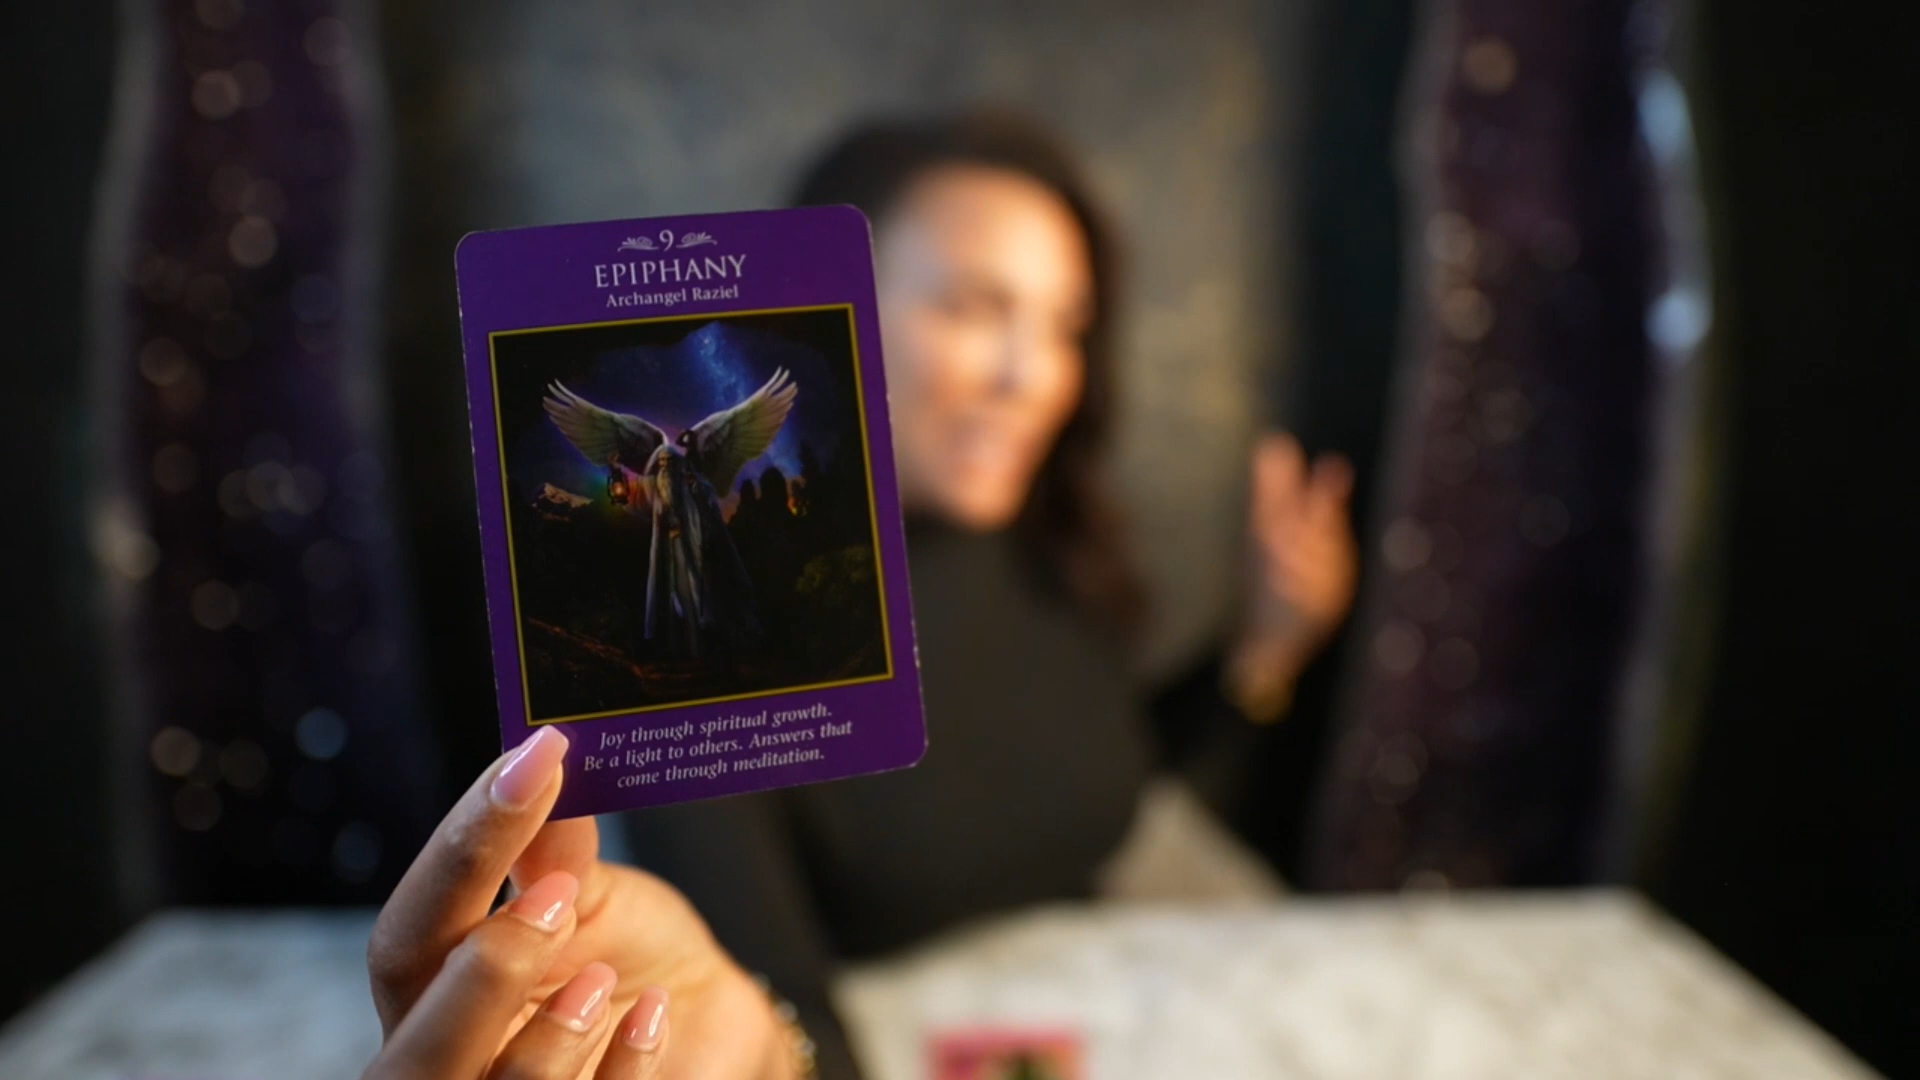 9
EPIPHANY
Archangel Raziel
Joy through spiritual growth.
Be a light to others. Answers that
come through meditation.